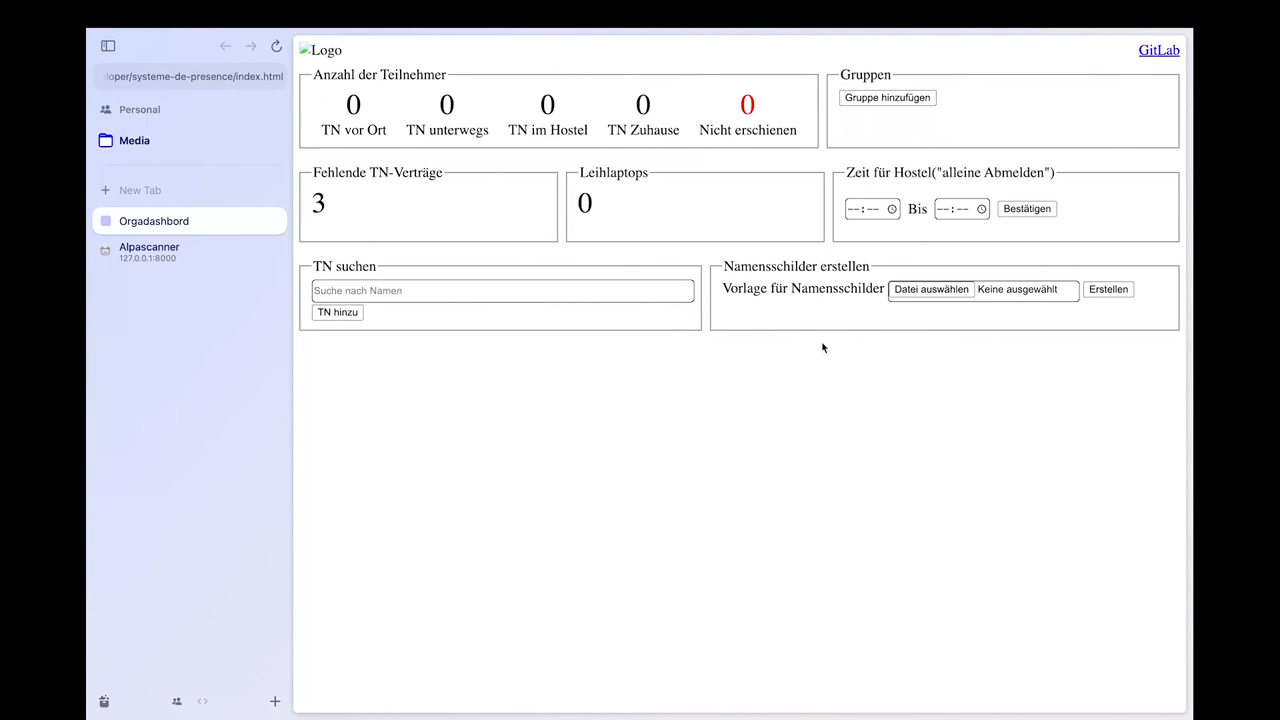 loper/systeme-de-presence/index.html
Personal
Media
New Tab
Orgadashbord
Alpascanner
127.0.0.1:8000
Logo
GitLab
Anzahl der Teilnehmer
0 0 0 0 0
TN vor Ort TN unterwegs TN im Hostel TN Zuhause Nicht erschienen
Gruppen
Gruppe hinzufügen
Fehlende TN-Verträge
3
Leihlaptops
0
Zeit für Hostel("alleine Abmelden")
--:-- Bis --:-- Bestätigen
TN suchen
Suche nach Namen
TN hinzu
Namensschilder erstellen
Vorlage für Namensschilder Datei auswählen Keine ausgewählt Erstellen